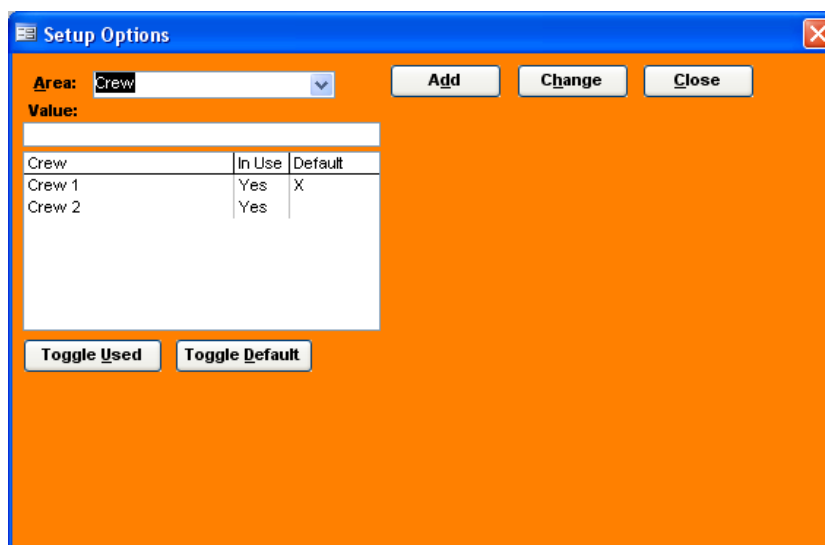 Setup Options
Area: Crew
Add Change Close
Value:
Crew In Use Default
Crew 1 Yes X
Crew 2 Yes
Toggle Used Toggle Default